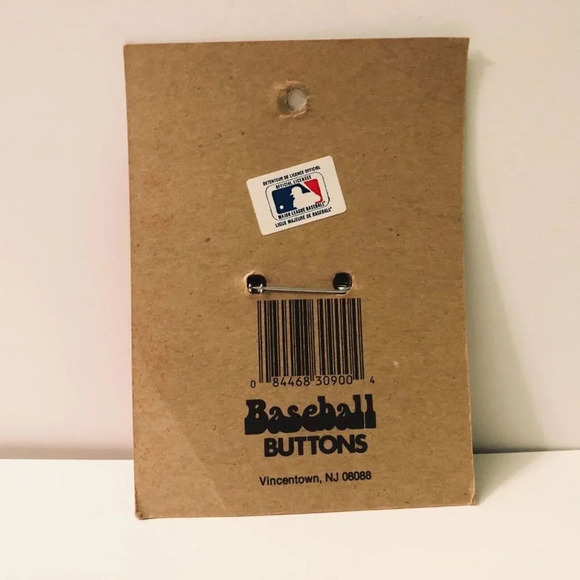 DETENTEUR DE LICENCE OFFICIEL
OFFICIAL LICENSEE
MAJOR LEAGUE BASEBALL
LIGUE MAJEURE DE BASEBALL
0 84468 30900 4
Baseball
BUTTONS
Vincentown, NJ 08088